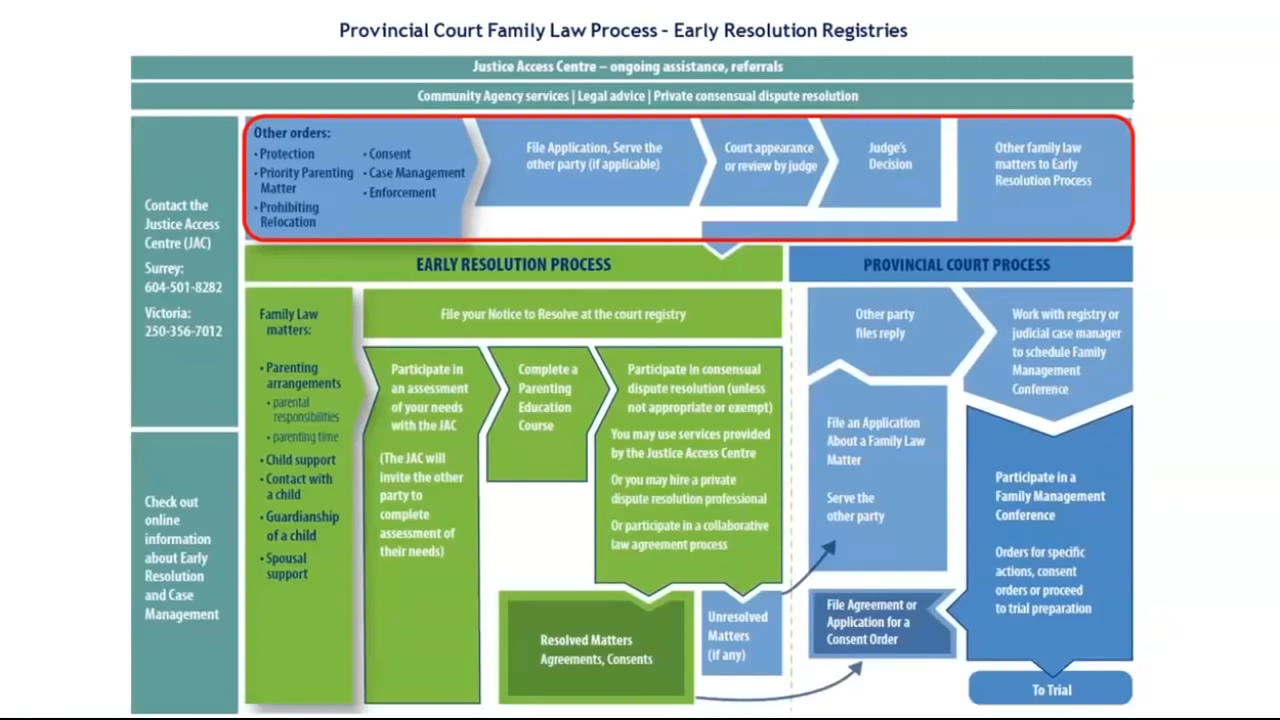 Provincial Court Family Law Process – Early Resolution Registries
Justice Access Centre – ongoing assistance, referrals
Community Agency services | Legal advice | Private consensual dispute resolution
Contact the
Justice Access
Centre (JAC)
Surrey:
604-501-8282
Victoria:
250-356-7012
Check out
online
information
about Early
Resolution
and Case
Management
Other orders:
• Protection
• Priority Parenting
Matter
• Prohibiting
Relocation
• Consent
• Case Management
• Enforcement
File Application, Serve the
other party (if applicable)
Court appearance
or review by judge
Judge's
Decision
Other family law
matters to Early
Resolution Process
EARLY RESOLUTION PROCESS
Family Law
matters:
• Parenting
arrangements
• parental
responsibilities
• parenting time
• Child support
• Contact with
a child
• Guardianship
of a child
• Spousal
support
File your Notice to Resolve at the court registry
Participate in
an assessment
of your needs
with the JAC
(The JAC will
invite the other
party to
complete
assessment of
their needs)
Complete a
Parenting
Education
Course
Participate in consensual
dispute resolution (unless
not appropriate or exempt)
You may use services provided
by the Justice Access Centre
Or you may hire a private
dispute resolution professional
Or participate in a collaborative
law agreement process
Resolved Matters
Agreements, Consents
Unresolved
Matters
(if any)
PROVINCIAL COURT PROCESS
Other party
files reply
Work with registry or
judicial case manager
to schedule Family
Management
Conference
File an Application
About a Family Law
Matter
Serve the
other party
File Agreement or
Application for a
Consent Order
Participate in a
Family Management
Conference
Orders for specific
actions, consent
orders or proceed
to trial preparation
To Trial